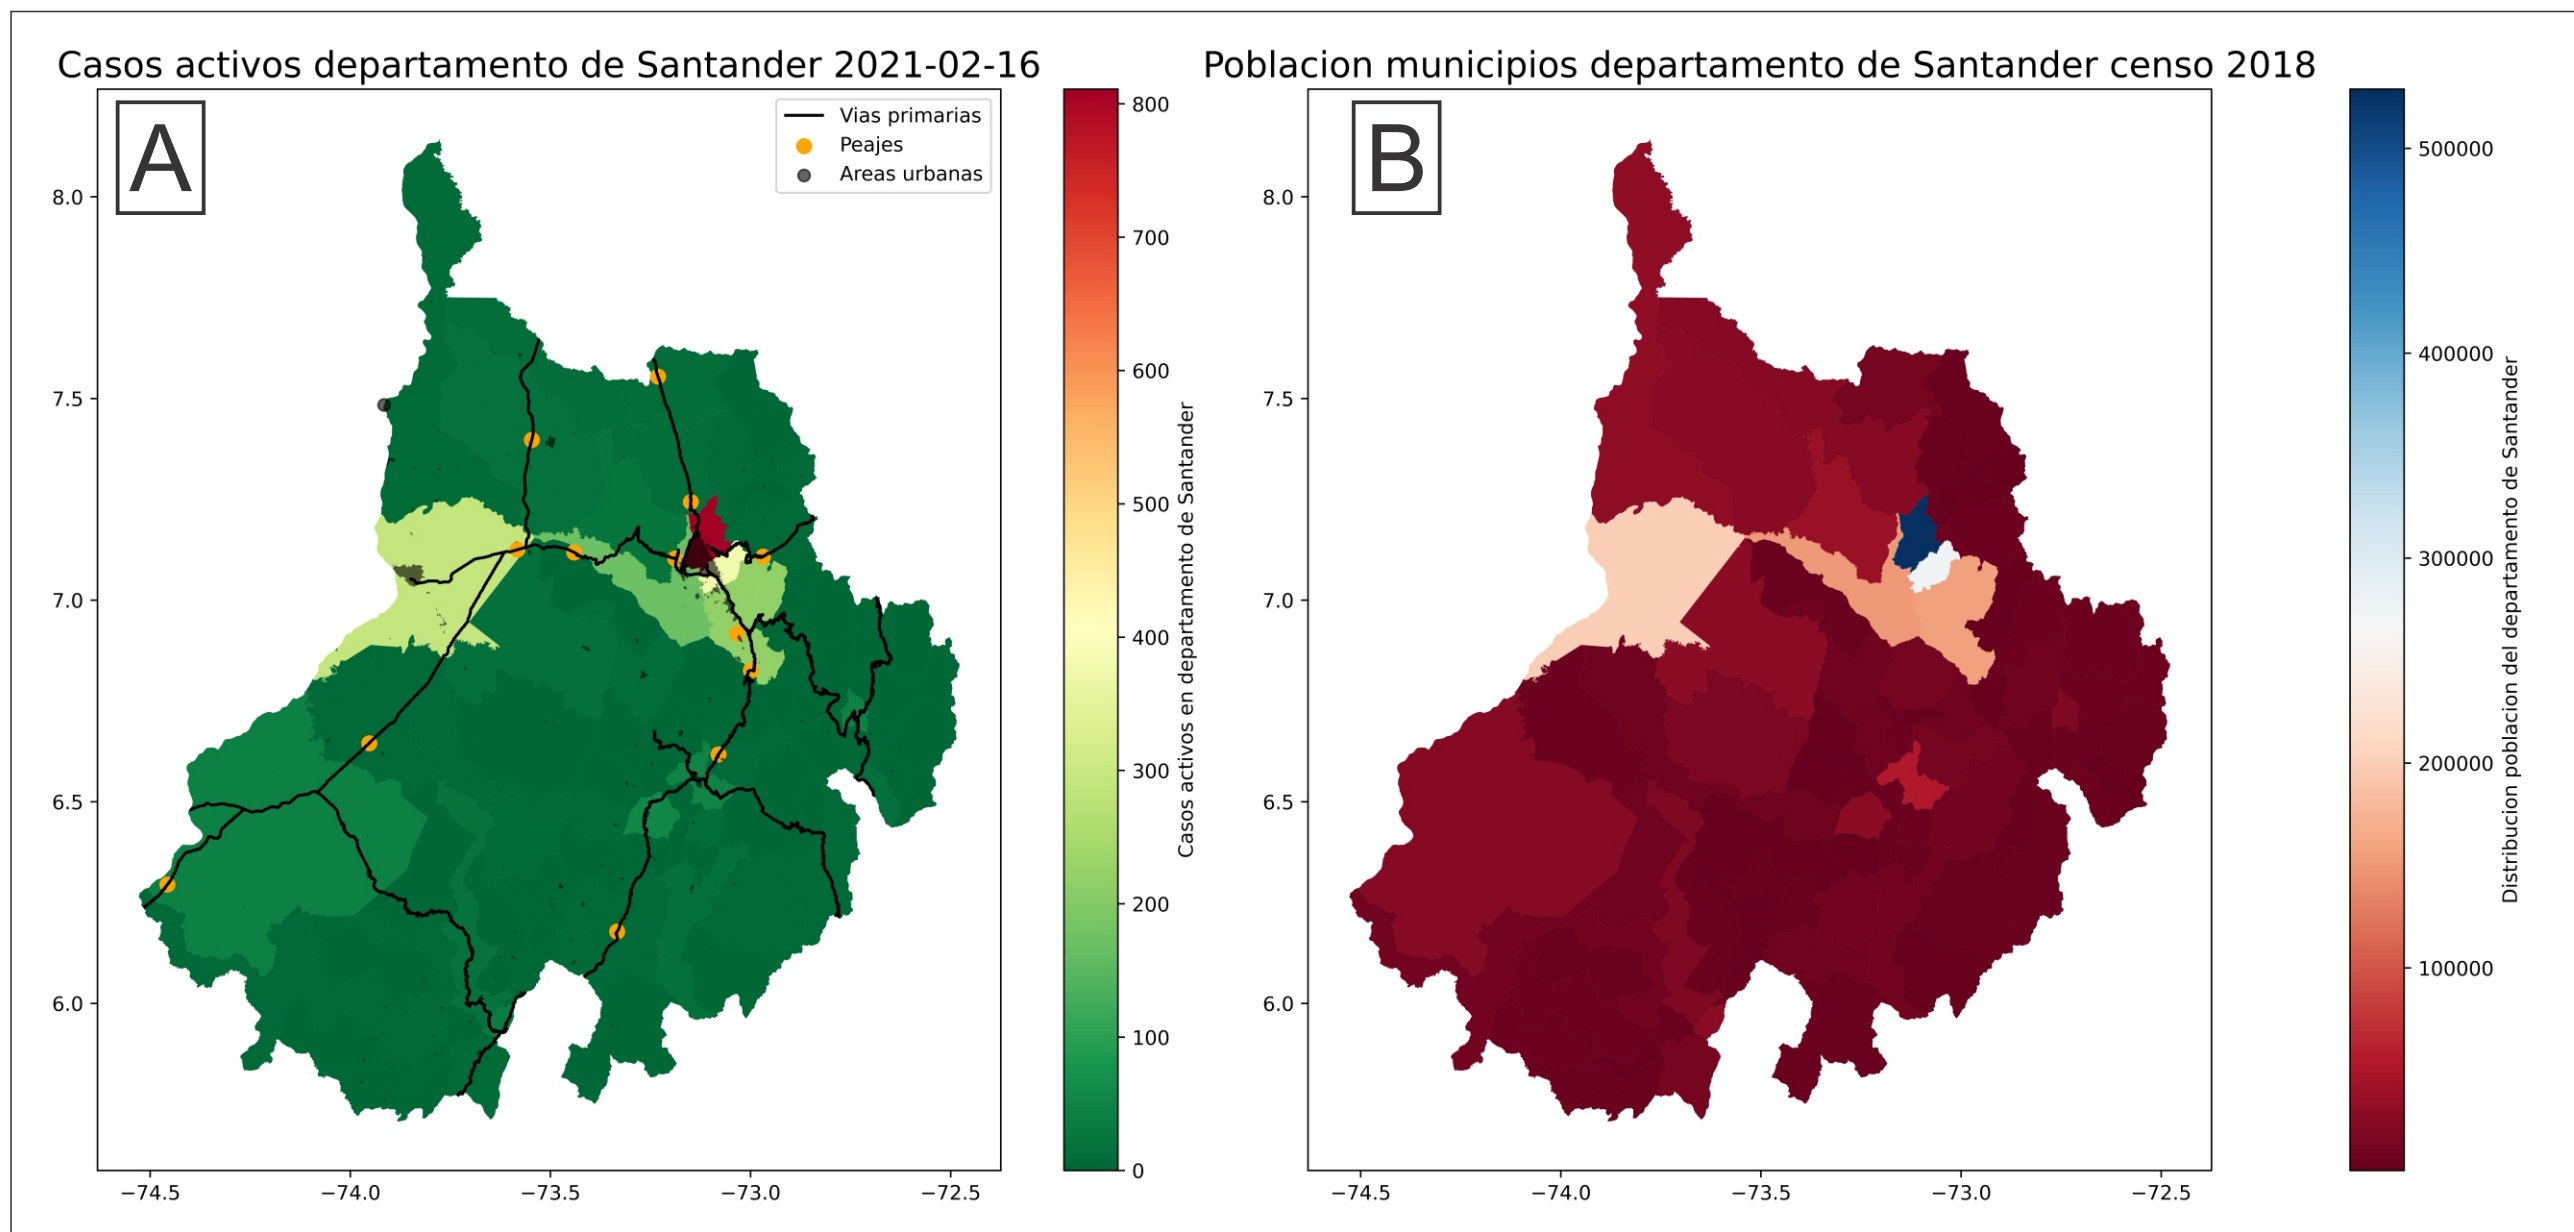 Casos activos departamento de Santander 2021-02-16
A
Vias primarias
Peajes
Areas urbanas
8.0
7.5
7.0
6.5
6.0
−74.5 −74.0 −73.5 −73.0 −72.5
800
700
600
500
400
300
200
100
0
Casos activos en departamento de Santander
Poblacion municipios departamento de Santander censo 2018
B
8.0
7.5
7.0
6.5
6.0
−74.5 −74.0 −73.5 −73.0 −72.5
500000
400000
300000
200000
100000
Distribucion poblacion del departamento de Santander